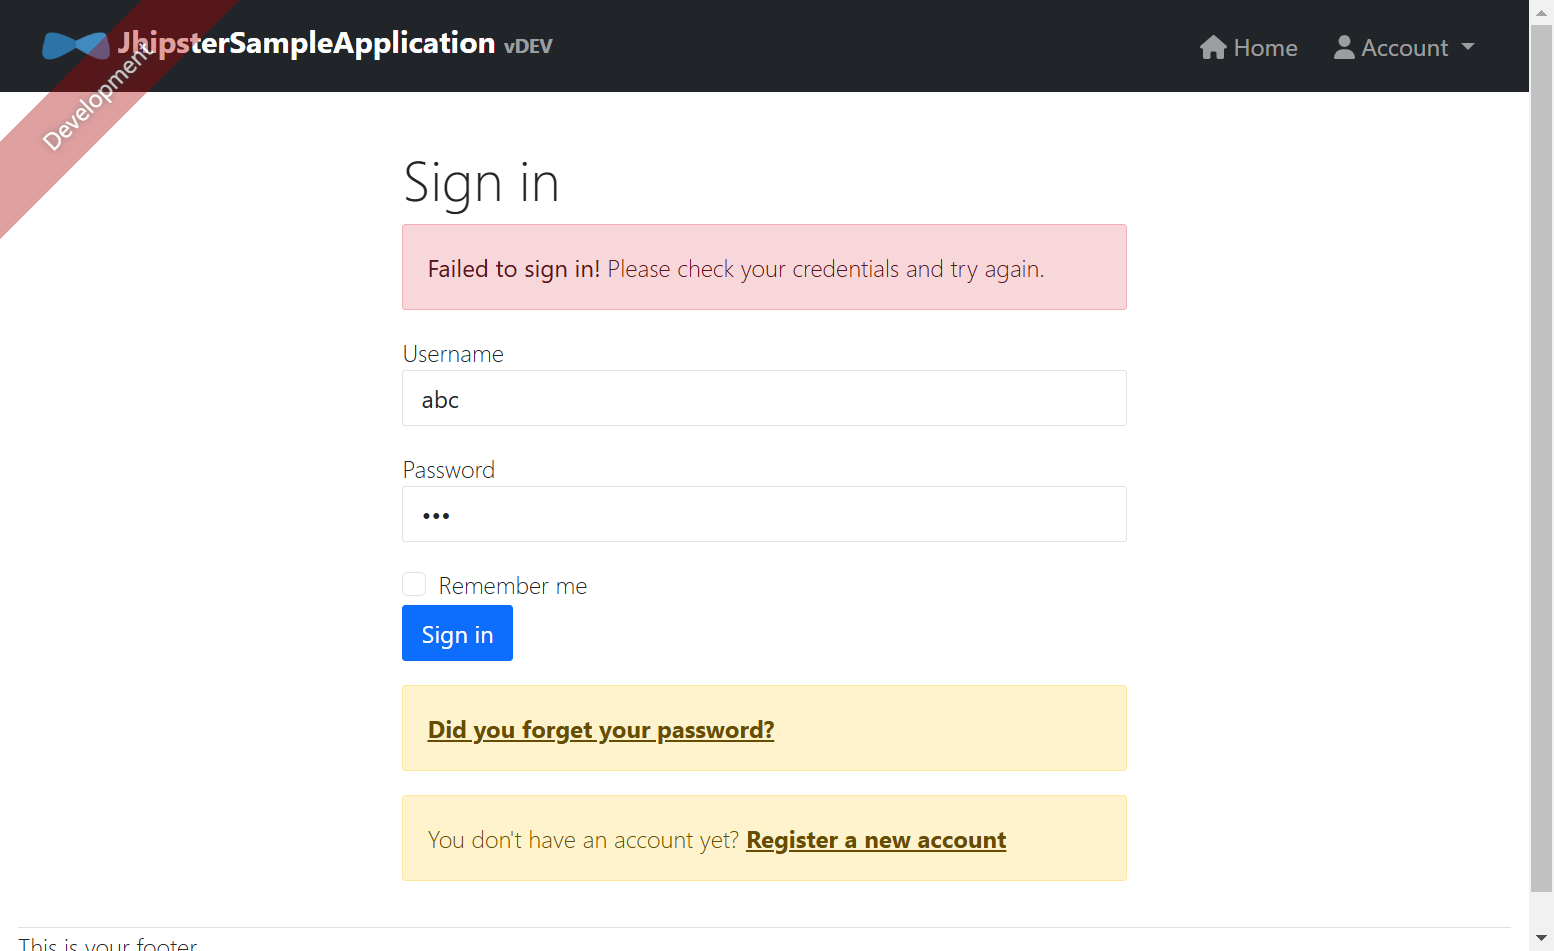 JhipsterSampleApplication vDEV
Home
Account
Development
Sign in
Failed to sign in! Please check your credentials and try again.
Username
abc
Password
•••
Remember me
Sign in
Did you forget your password?
You don't have an account yet? Register a new account
This is your footer